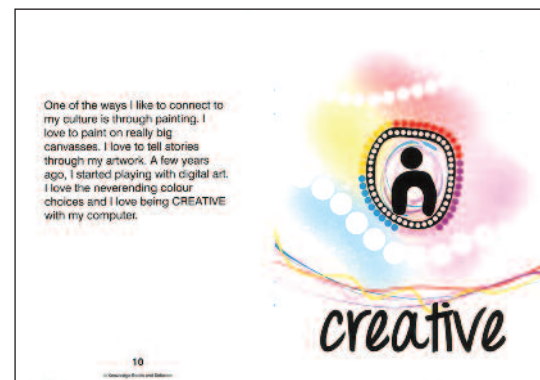 One of the ways I like to connect to
my culture is through painting. I
love to paint on really big
canvasses. I love to tell stories
through my artwork. A few years
ago, I started playing with digital art.
I love the neverending colour
choices and I love being CREATIVE
with my computer.
10
creative